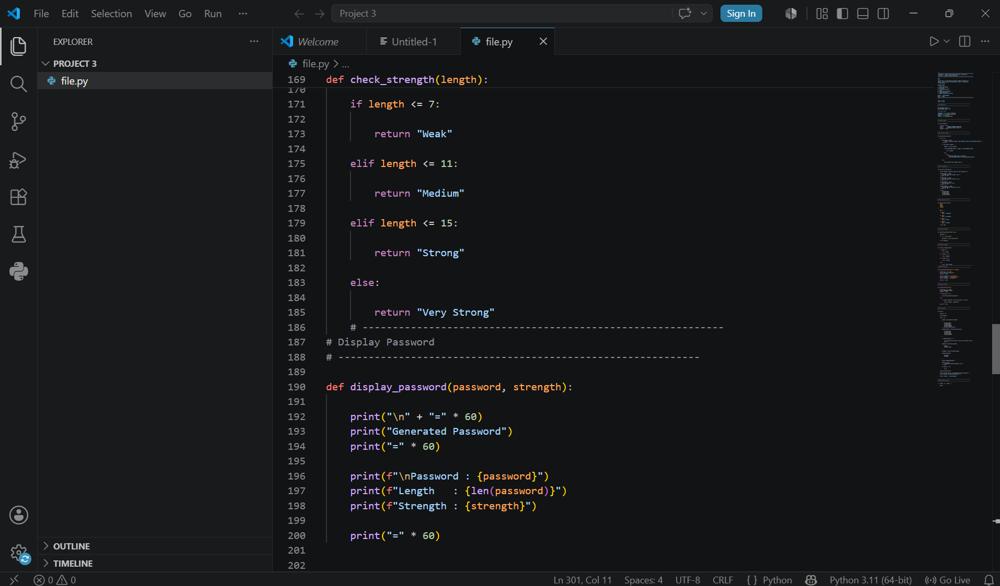 File Edit Selection View Go Run ... Project 3 Sign In
EXPLORER ... Welcome Untitled-1 file.py
PROJECT 3
file.py
file.py > ...
169 def check_strength(length):
170
171 if length <= 7:
172
173 return "Weak"
174
175 elif length <= 11:
176
177 return "Medium"
178
179 elif length <= 15:
180
181 return "Strong"
182
183 else:
184
185 return "Very Strong"
186 # ------------------------------------------------------------
187 # Display Password
188 # ------------------------------------------------------------
189
190 def display_password(password, strength):
191
192 print("\n" + "=" * 60)
193 print("Generated Password")
194 print("=" * 60)
195
196 print(f"\nPassword : {password}")
197 print(f"Length   : {len(password)}")
198 print(f"Strength : {strength}")
199
200 print("=" * 60)
201
202
OUTLINE
TIMELINE
0 0 Ln 301, Col 11 Spaces: 4 UTF-8 CRLF { } Python Python 3.11 (64-bit) Go Live